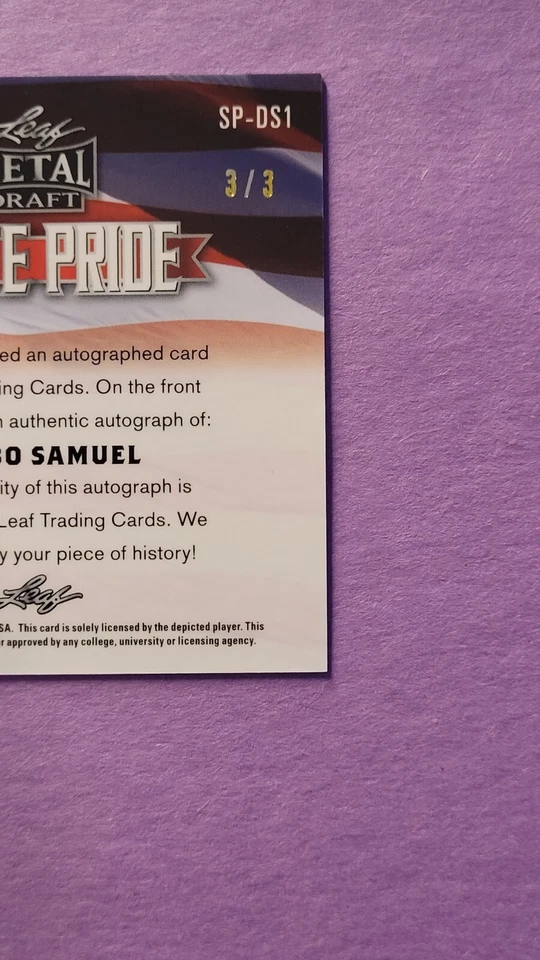 Leaf
SP-DS1
ETAL
3/3
DRAFT
E PRIDE
ed an autographed card
ing Cards. On the front
n authentic autograph of:
BO SAMUEL
ity of this autograph is
Leaf Trading Cards. We
y your piece of history!
Leaf
SA. This card is solely licensed by the depicted player. This
r approved by any college, university or licensing agency.